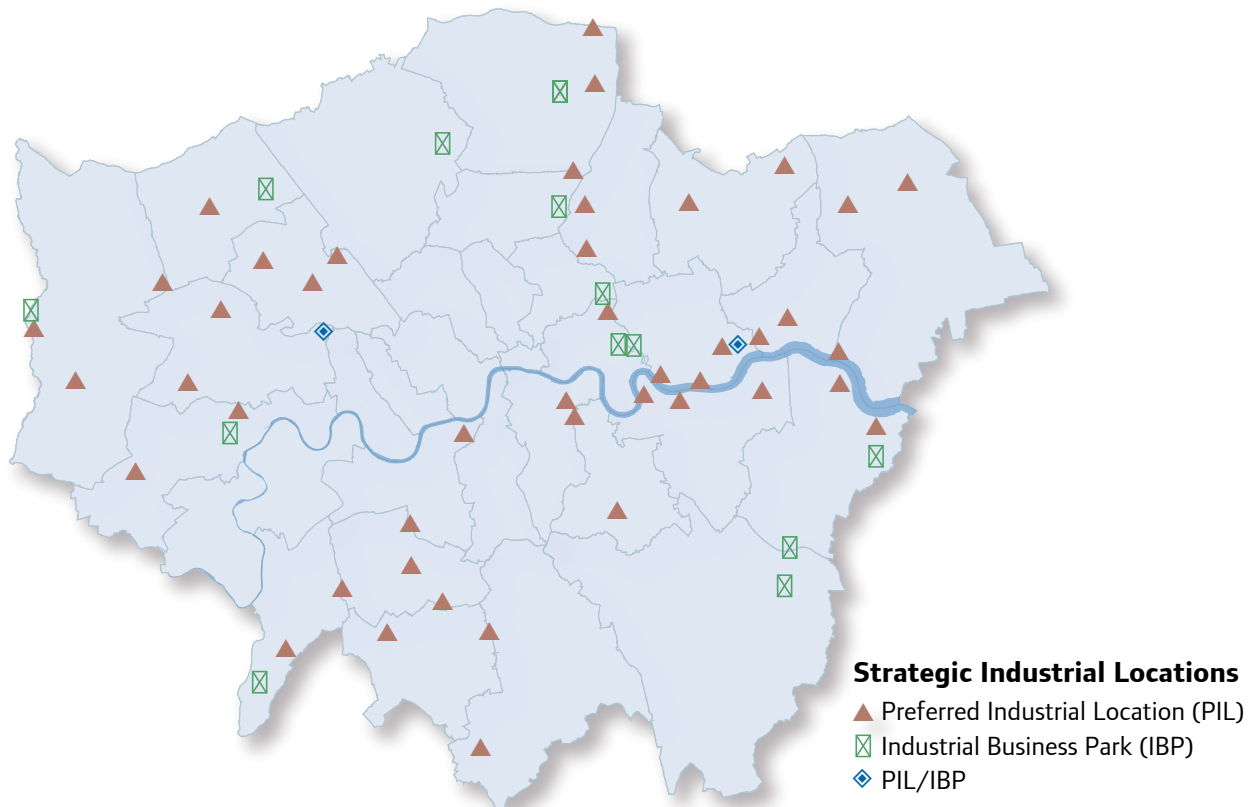 Strategic Industrial Locations
Preferred Industrial Location (PIL)
Industrial Business Park (IBP)
PIL/IBP